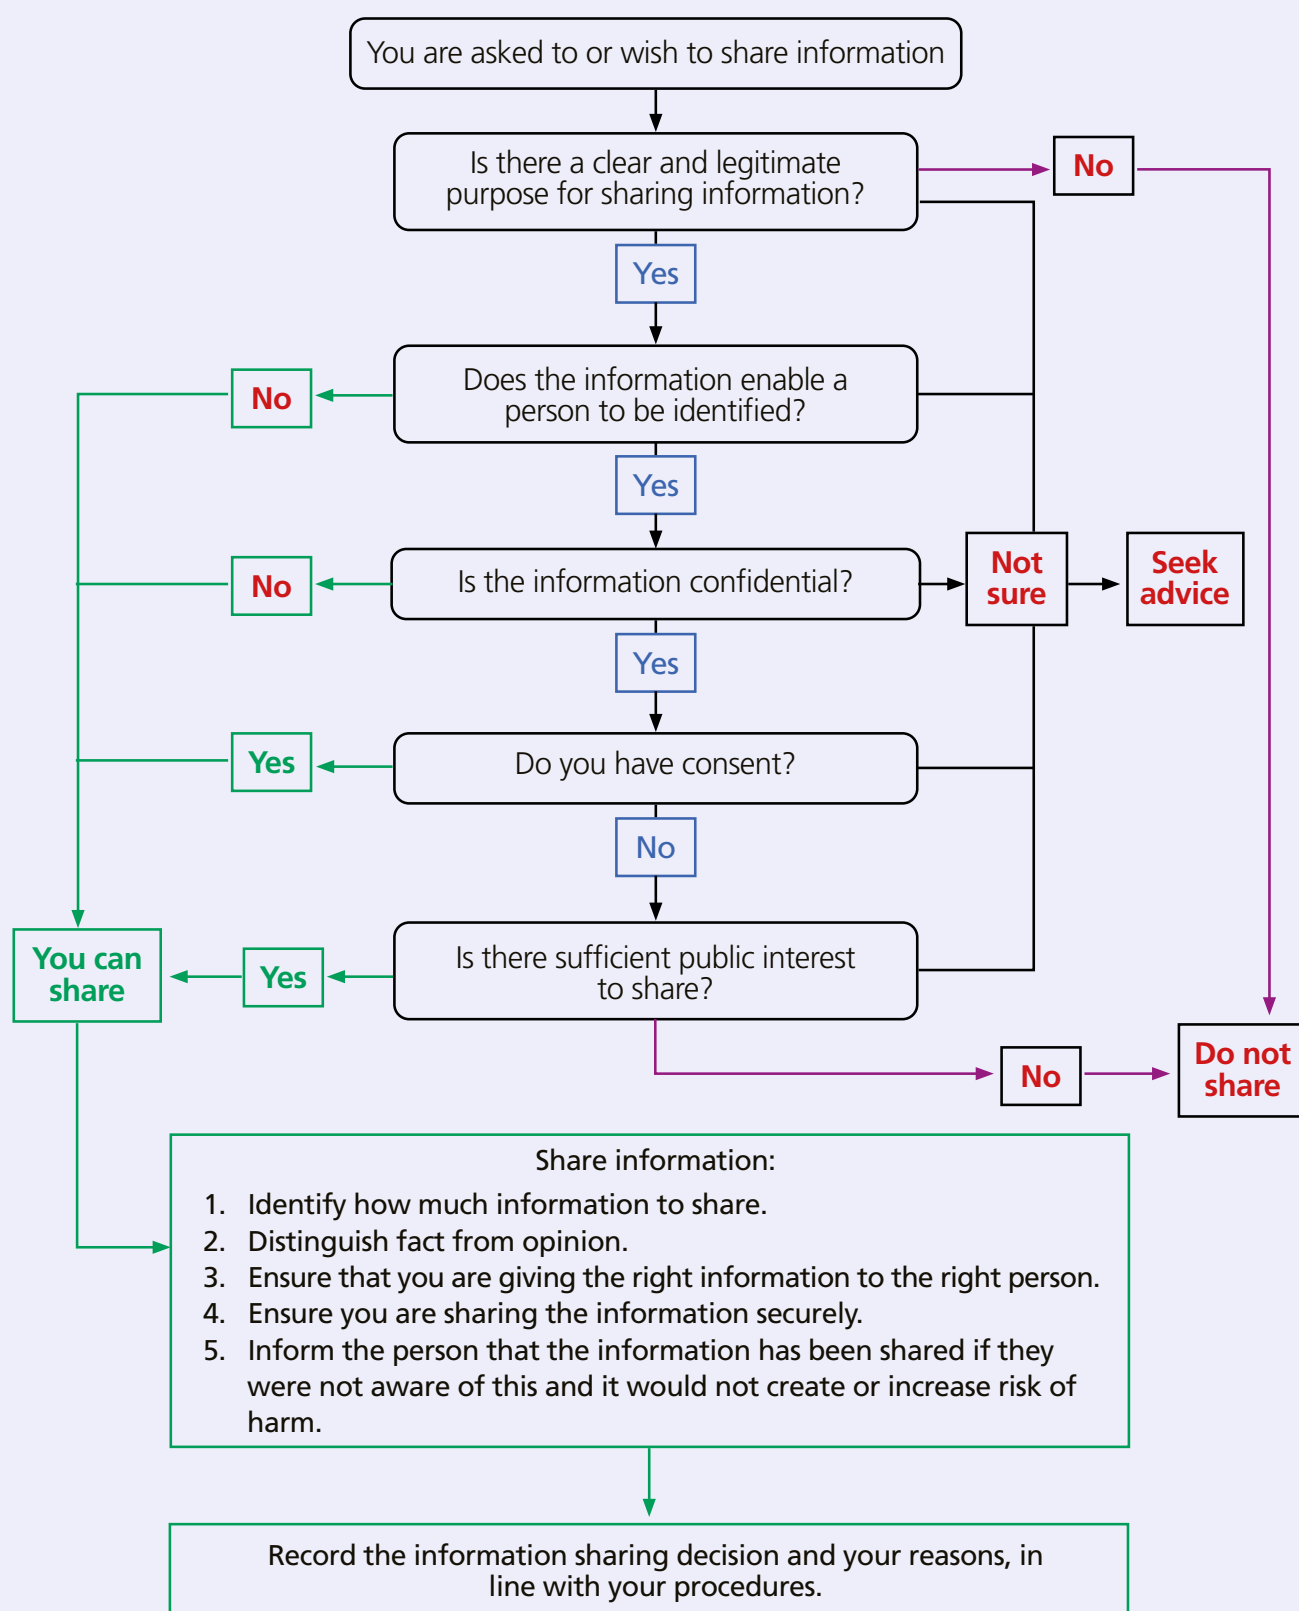 You are asked to or wish to share information
Is there a clear and legitimate
purpose for sharing information?
No
Yes
Does the information enable a
person to be identified?
No
Yes
Is the information confidential?
No
Not
sure
Seek
advice
Yes
Do you have consent?
Yes
No
Is there sufficient public interest
to share?
Yes
You can
share
No
Do not
share
Share information:
1. Identify how much information to share.
2. Distinguish fact from opinion.
3. Ensure that you are giving the right information to the right person.
4. Ensure you are sharing the information securely.
5. Inform the person that the information has been shared if they
were not aware of this and it would not create or increase risk of
harm.
Record the information sharing decision and your reasons, in
line with your procedures.